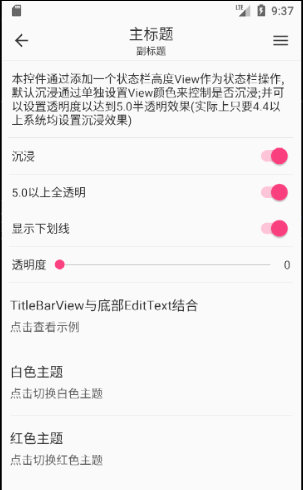 LTE 9:37
主标题
副标题
本控件通过添加一个状态栏高度View作为状态栏操作,
默认沉浸通过单独设置View颜色来控制是否沉浸;并可
以设置透明度以达到5.0半透明效果(实际上只要4.4以
上系统均设置沉浸效果)
沉浸
5.0以上全透明
显示下划线
透明度 0
TitleBarView与底部EditText结合
点击查看示例
白色主题
点击切换白色主题
红色主题
点击切换红色主题